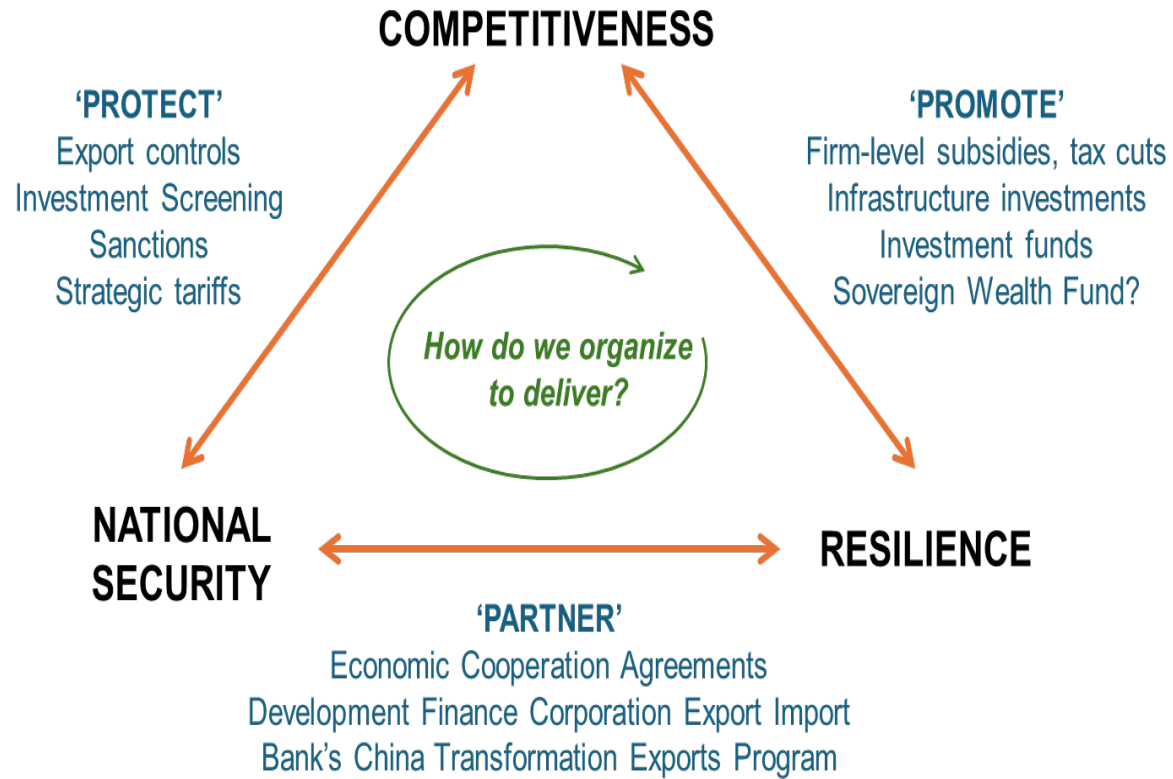 COMPETITIVENESS
‘PROTECT’
Export controls
Investment Screening
Sanctions
Strategic tariffs
‘PROMOTE’
Firm-level subsidies, tax cuts
Infrastructure investments
Investment funds
Sovereign Wealth Fund?
How do we organize
to deliver?
NATIONAL
SECURITY
RESILIENCE
‘PARTNER’
Economic Cooperation Agreements
Development Finance Corporation Export Import
Bank’s China Transformation Exports Program